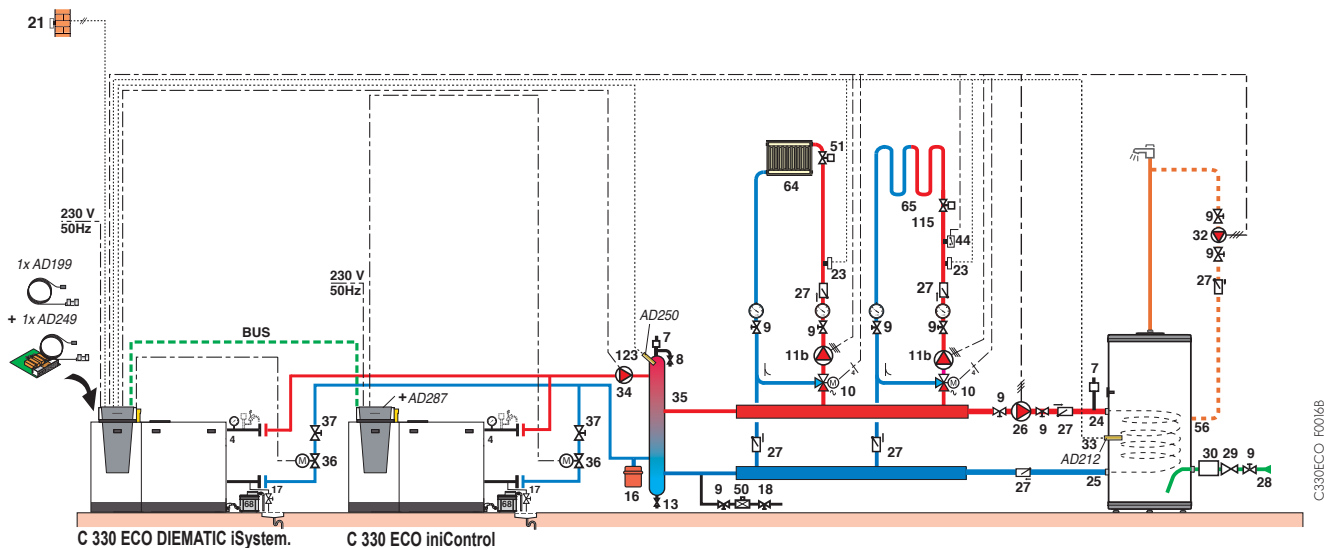 21
230 V
50Hz
1x AD199
+ 1x AD249
BUS
230 V
50Hz
+ AD287
4
37
36
M
17
68
4
37
36
M
17
68
C 330 ECO DIEMATIC iSystem.
C 330 ECO iniControl
AD250
7
8
123
34
35
16
13
64
51
23
27
9
9
11b
M
10
27
65
115
44
23
27
9
9
11b
M
10
27
9
50
18
9
26
9
27
24
7
33
AD212
25
27
9
32
9
27
56
30
29
9
28
C330ECO_F0016B